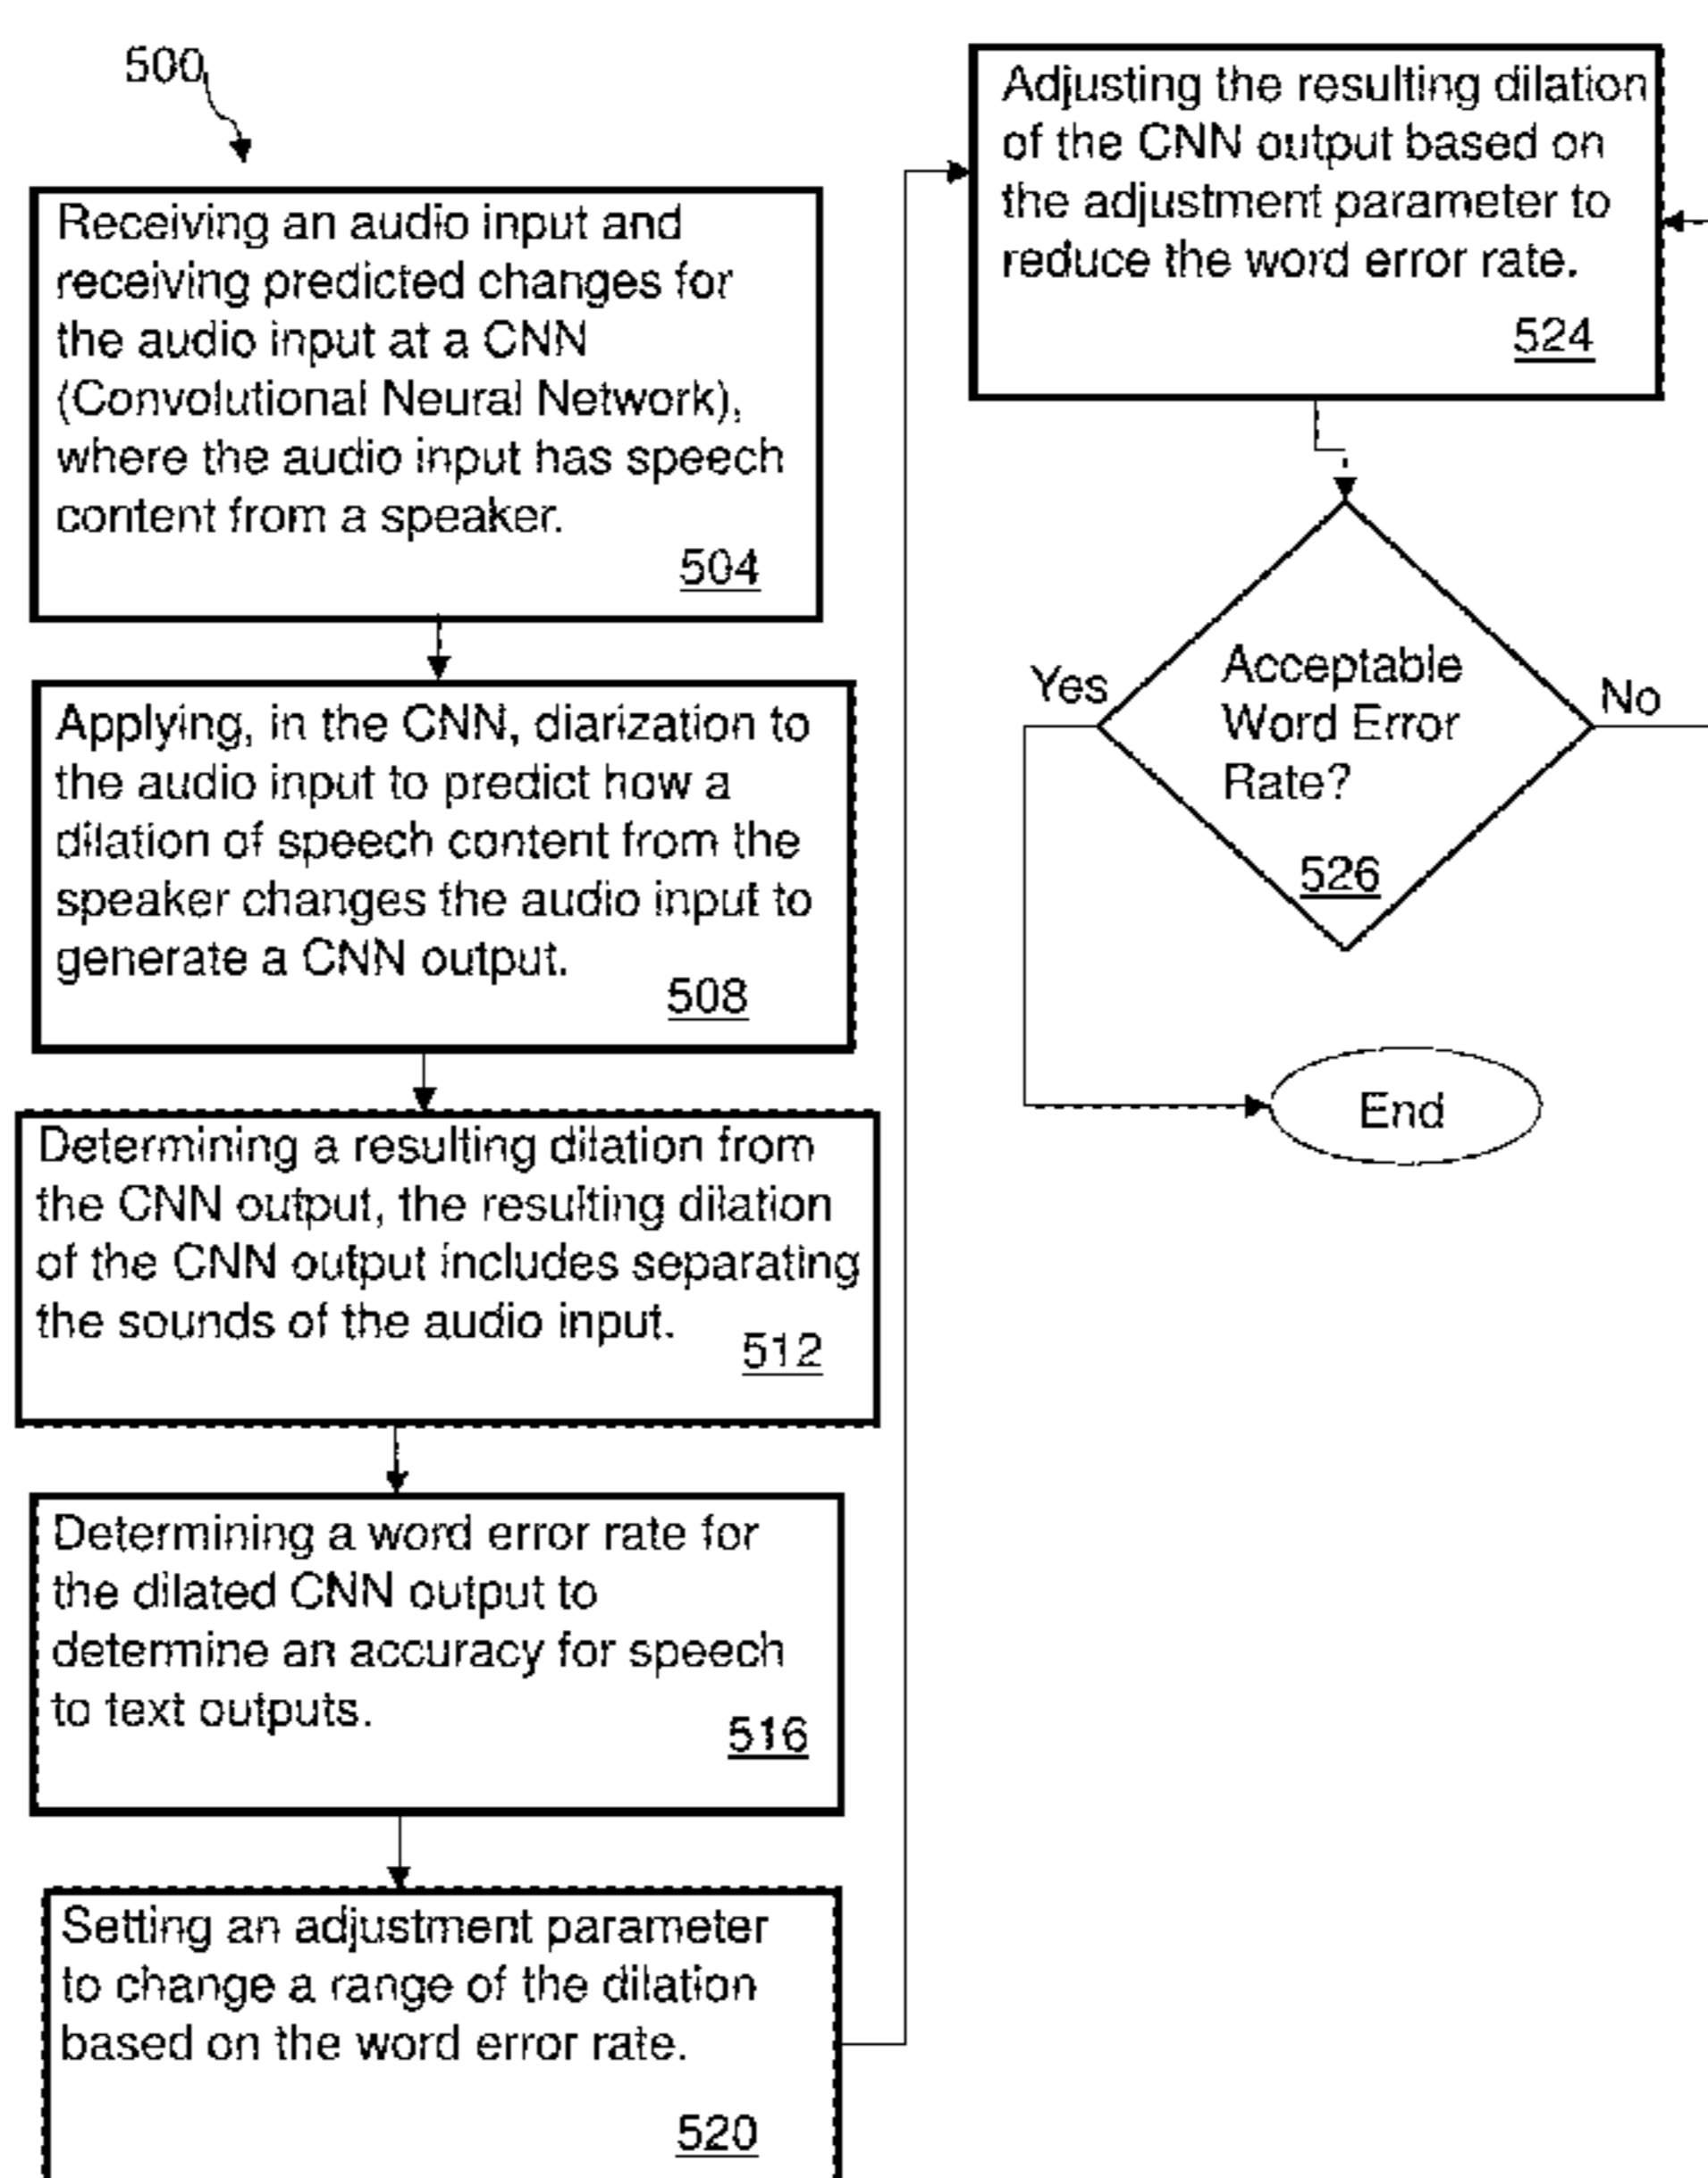 500
Receiving an audio input and
receiving predicted changes for
the audio input at a CNN
(Convolutional Neural Network),
where the audio input has speech
content from a speaker.
504
Applying, in the CNN, diarization to
the audio input to predict how a
dilation of speech content from the
speaker changes the audio input to
generate a CNN output.
508
Determining a resulting dilation from
the CNN output, the resulting dilation
of the CNN output includes separating
the sounds of the audio input.
512
Determining a word error rate for
the dilated CNN output to
determine an accuracy for speech
to text outputs.
516
Setting an adjustment parameter
to change a range of the dilation
based on the word error rate.
520
Adjusting the resulting dilation
of the CNN output based on
the adjustment parameter to
reduce the word error rate.
524
Yes
Acceptable
Word Error
Rate?
526
No
End